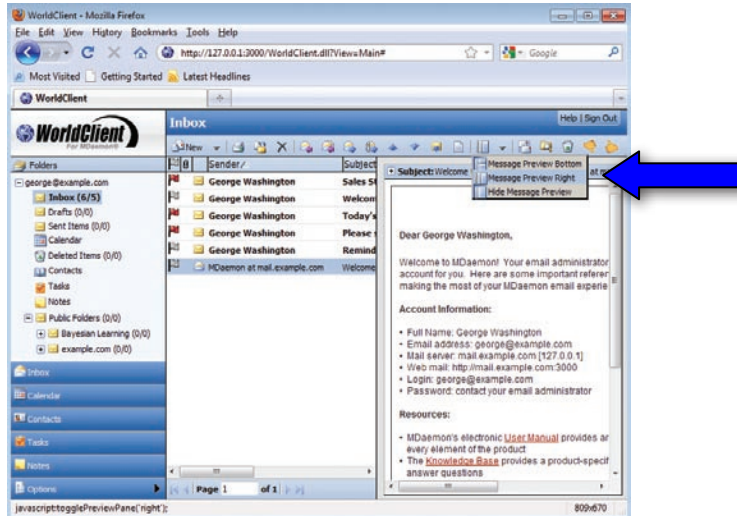 WorldClient - Mozilla Firefox
File Edit View History Bookmarks Tools Help
http://127.0.0.1:3000/WorldClient.dll?View=Main#
Google
Most Visited Getting Started Latest Headlines
WorldClient
WorldClient
For MDaemon®
Inbox
Help | Sign Out
New
Folders
george@example.com
Inbox (6/5)
Drafts (0/0)
Sent Items (0/0)
Calendar
Deleted Items (0/0)
Contacts
Tasks
Notes
Public Folders (0/0)
Bayesian Learning (0/0)
example.com (0/0)
Inbox
Calendar
Contacts
Tasks
Notes
Options
Sender Subject
George Washington Sales
George Washington Welcom
George Washington Today's
George Washington Please
George Washington Remind
MDaemon at mail.example.com Welcome
Page 1 of 1
Message Preview Bottom
Message Preview Right
Hide Message Preview
Subject: Welcome at
Dear George Washington,
Welcome to MDaemon! Your email administrator
account for you. Here are some important referen
making the most of your MDaemon email experie
Account Information:
• Full Name: George Washington
• Email address: george@example.com
• Mail server: mail.example.com [127.0.0.1]
• Web mail: http://mail.example.com:3000
• Login: george@example.com
• Password: contact your email administrator
Resources:
• MDaemon's electronic User Manual provides ar
every element of the product
• The Knowledge Base provides a product-specif
answer questions
javascript:togglePreviewPane('right');
809x670